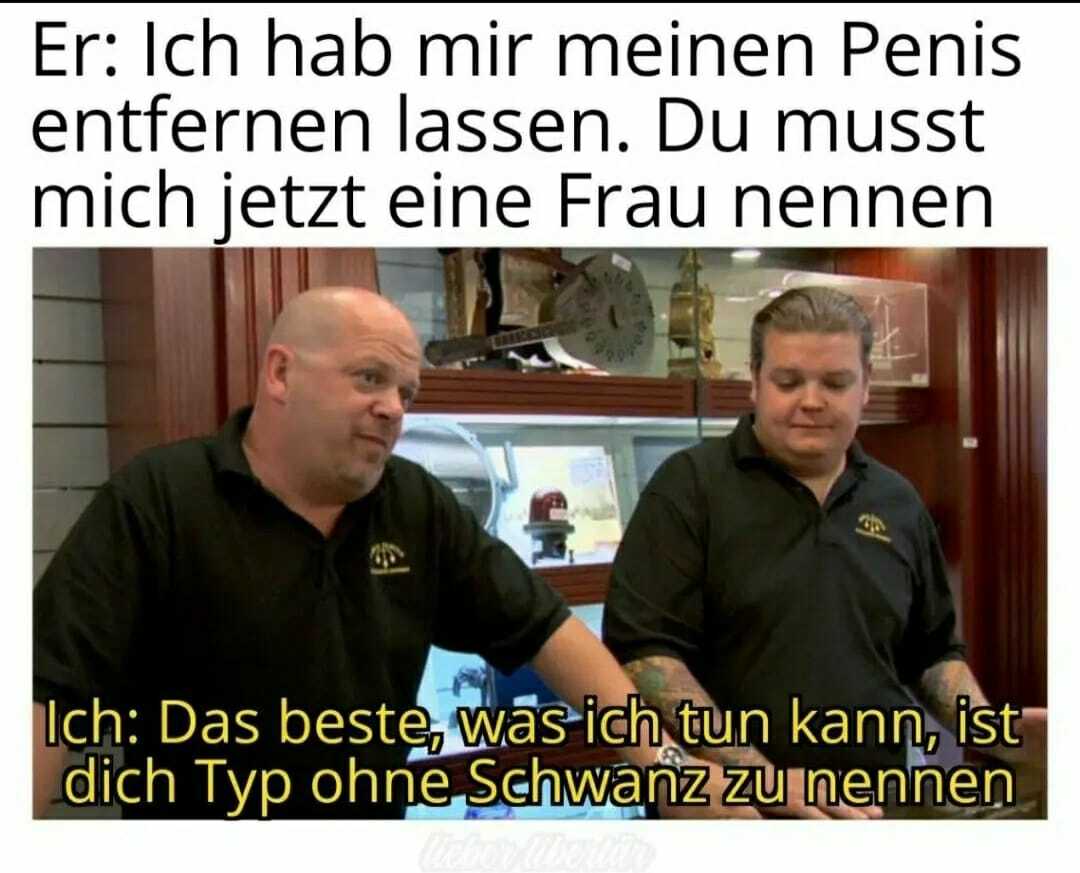 Er: Ich hab mir meinen Penis
entfernen lassen. Du musst
mich jetzt eine Frau nennen
Ich: Das beste, was ich tun kann, ist
dich Typ ohne Schwanz zu nennen